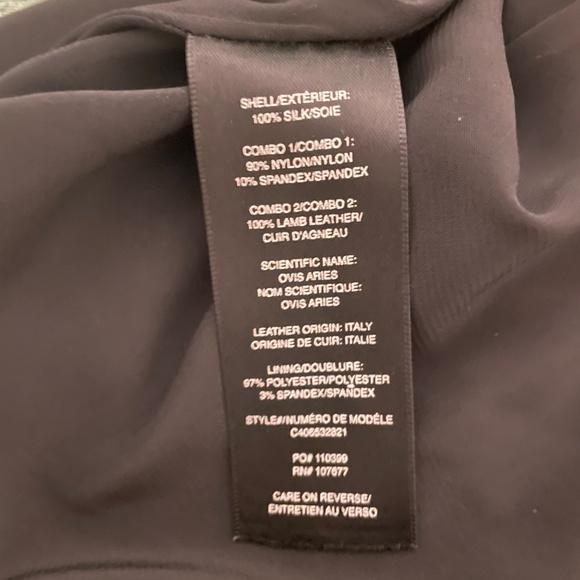 SHELL/EXTÉRIEUR:
100% SILK/SOIE
COMBO 1/COMBO 1:
90% NYLON/NYLON
10% SPANDEX/SPANDEX
COMBO 2/COMBO 2:
100% LAMB LEATHER/
CUIR D'AGNEAU
SCIENTIFIC NAME:
OVIS ARIES
NOM SCIENTIFIQUE:
OVIS ARIES
LEATHER ORIGIN: ITALY
ORIGINE DE CUIR: ITALIE
LINING/DOUBLURE:
97% POLYESTER/POLYESTER
3% SPANDEX/SPANDEX
STYLE#/NUMÉRO DE MODÈLE
C406532821
PO# 110399
RN# 107677
CARE ON REVERSE/
ENTRETIEN AU VERSO